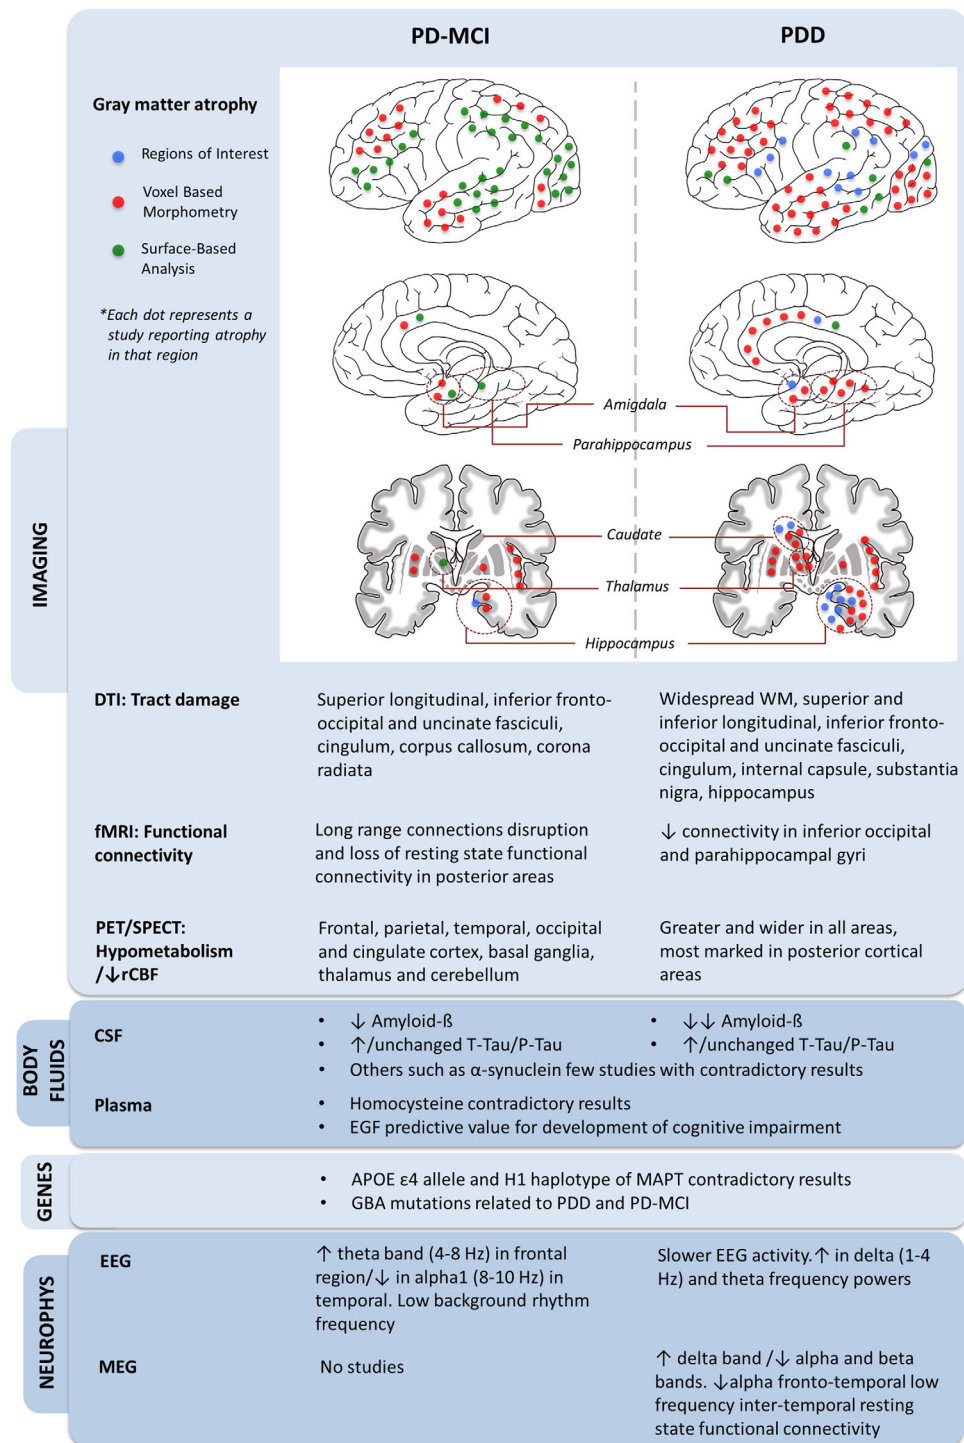 PD-MCI
PDD
Gray matter atrophy
Regions of Interest
Voxel Based
Morphometry
Surface-Based
Analysis
*Each dot represents a
study reporting atrophy
in that region
Amigdala
Parahippocampus
Caudate
Thalamus
Hippocampus
IMAGING
DTI: Tract damage
Superior longitudinal, inferior fronto-
occipital and uncinate fasciculi,
cingulum, corpus callosum, corona
radiata
Widespread WM, superior and
inferior longitudinal, inferior fronto-
occipital and uncinate fasciculi,
cingulum, internal capsule, substantia
nigra, hippocampus
fMRI: Functional
connectivity
Long range connections disruption
and loss of resting state functional
connectivity in posterior areas
↓ connectivity in inferior occipital
and parahippocampal gyri
PET/SPECT:
Hypometabolism
/↓rCBF
Frontal, parietal, temporal, occipital
and cingulate cortex, basal ganglia,
thalamus and cerebellum
Greater and wider in all areas,
most marked in posterior cortical
areas
BODY
FLUIDS
CSF
• ↓ Amyloid-ß
• ↑/unchanged T-Tau/P-Tau
• ↓↓ Amyloid-ß
• ↑/unchanged T-Tau/P-Tau
• Others such as α-synuclein few studies with contradictory results
Plasma
• Homocysteine contradictory results
• EGF predictive value for development of cognitive impairment
GENES
• APOE ε4 allele and H1 haplotype of MAPT contradictory results
• GBA mutations related to PDD and PD-MCI
NEUROPHYS
EEG
↑ theta band (4-8 Hz) in frontal
region/↓ in alpha1 (8-10 Hz) in
temporal. Low background rhythm
frequency
Slower EEG activity.↑ in delta (1-4
Hz) and theta frequency powers
MEG
No studies
↑ delta band /↓ alpha and beta
bands. ↓alpha fronto-temporal low
frequency inter-temporal resting
state functional connectivity